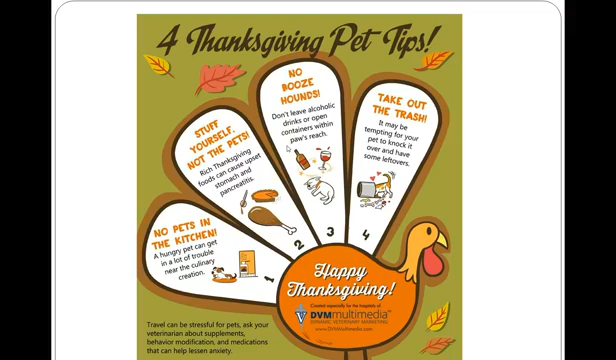 4 Thanksgiving Pet Tips!
NO PETS IN
THE KITCHEN!
A hungry pet can get
in a lot of trouble
near the culinary
creation.
1
STUFF
YOURSELF,
NOT THE PETS!
Rich Thanksgiving
foods can cause upset
stomach and
pancreatitis.
2
NO
BOOZE
HOUNDS!
Don't leave alcoholic
drinks or open
containers within
paw's reach.
3
TAKE OUT
THE TRASH!
It may be
tempting for your
pet to knock it
over and have
some leftovers.
4
Happy
Thanksgiving!
Created especially for the hospitals of
DVMmultimedia
DYNAMIC VETERINARY MARKETING
www.DVMMultimedia.com
Travel can be stressful for pets, ask your
veterinarian about supplements,
behavior modification, and medications
that can help lessen anxiety.